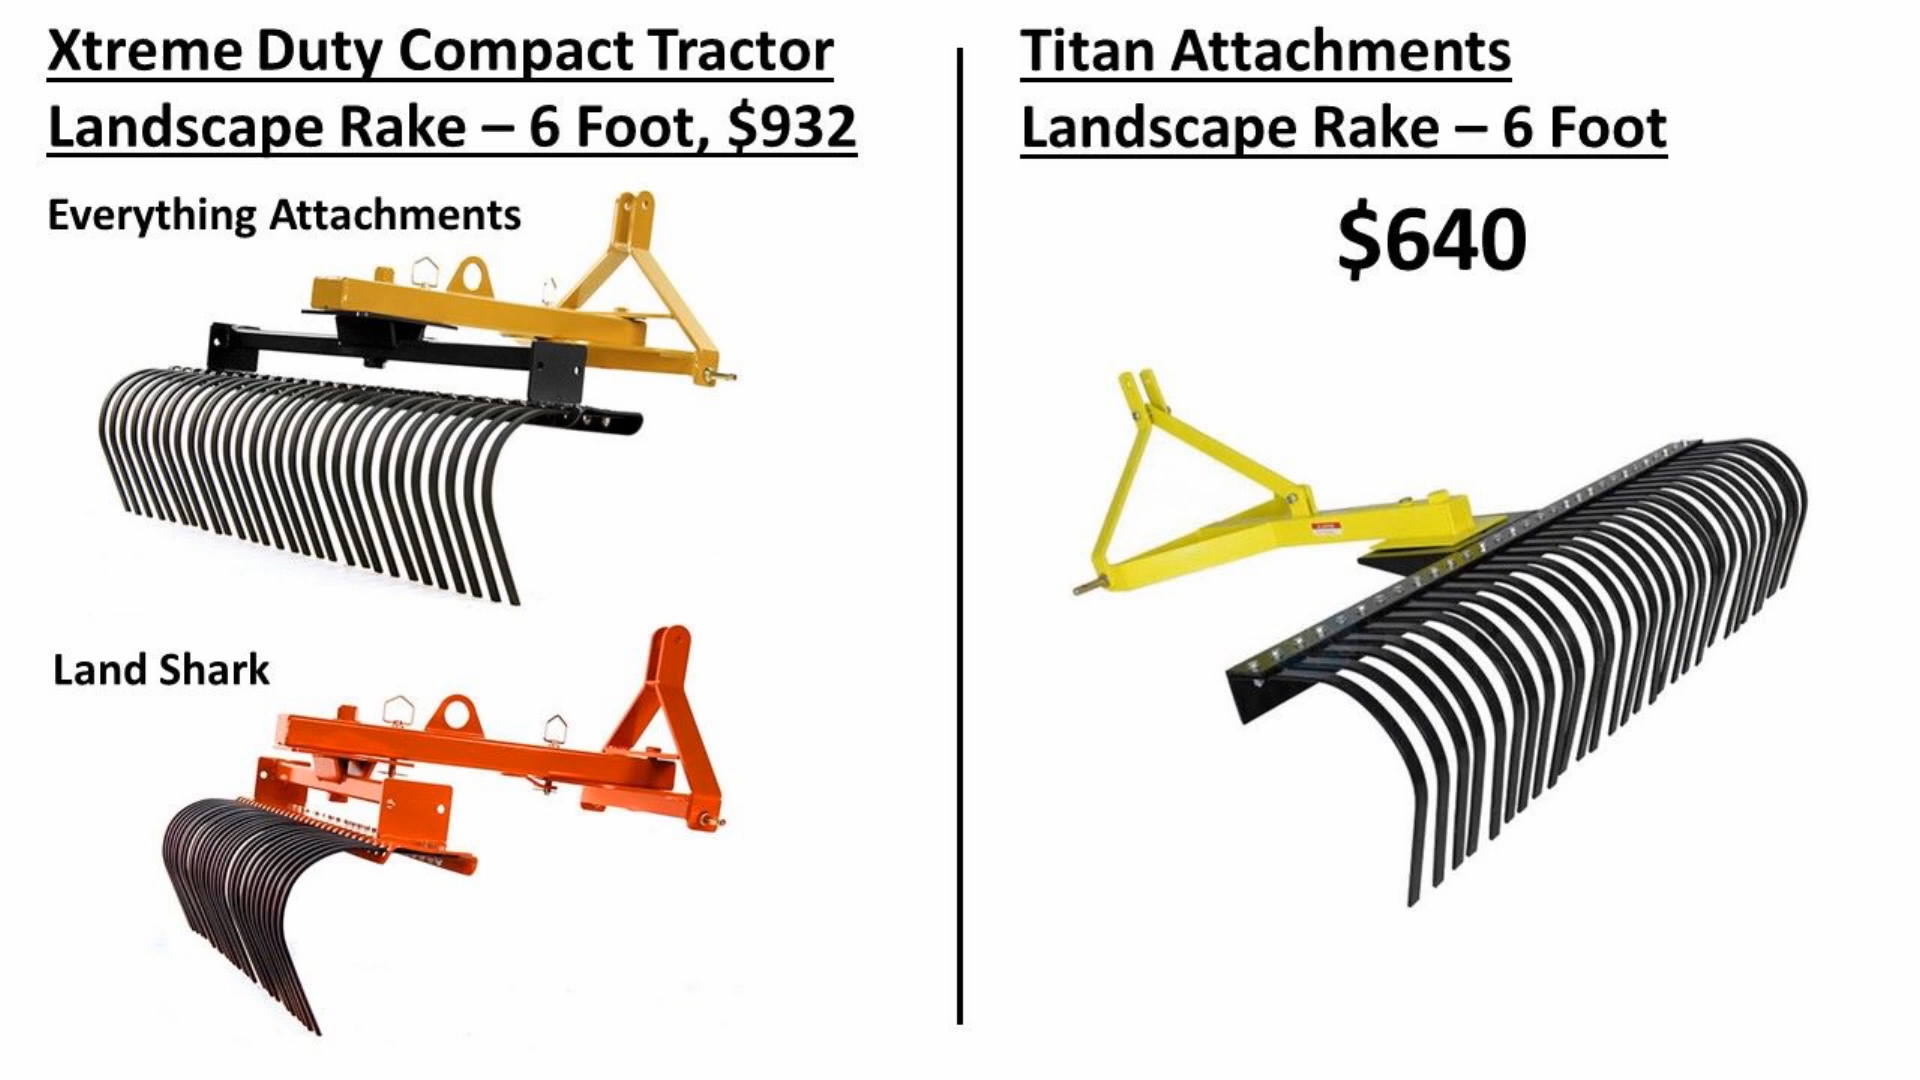 Xtreme Duty Compact Tractor
Landscape Rake – 6 Foot, $932
Everything Attachments
Land Shark
Titan Attachments
Landscape Rake – 6 Foot
$640